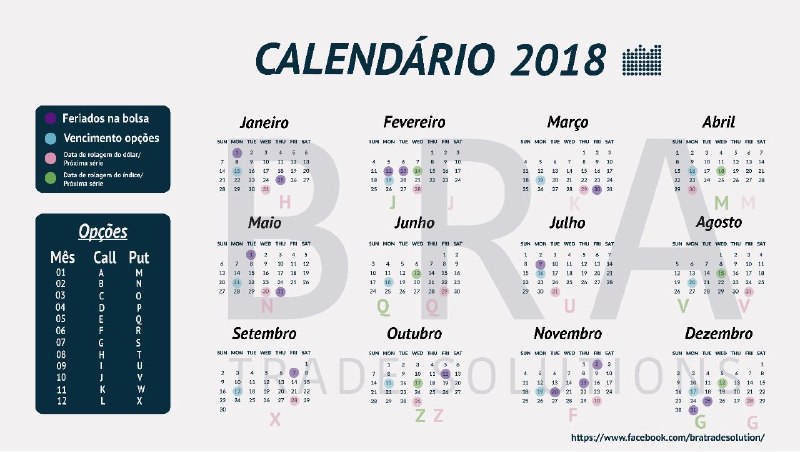 CALENDÁRIO 2018
Feriados na bolsa
Vencimento opções
Data de rolagem do dólar/
Próxima série
Data de rolagem do índice/
Próxima série
Opções
Mês Call Put
01 A M
02 B N
03 C O
04 D P
05 E Q
06 F R
07 G S
08 H T
09 I U
10 J V
11 K W
12 L X
Janeiro
SUN MON TUE WED THU FRI SAT
1 2 3 4 5 6
7 8 9 10 11 12 13
14 15 16 17 18 19 20
21 22 23 24 25 26 27
28 29 30 31
H
Fevereiro
SUN MON TUE WED THU FRI SAT
1 2 3
4 5 6 7 8 9 10
11 12 13 14 15 16 17
18 19 20 21 22 23 24
25 26 27 28
J J
Março
SUN MON TUE WED THU FRI SAT
1 2 3
4 5 6 7 8 9 10
11 12 13 14 15 16 17
18 19 20 21 22 23 24
25 26 27 28 29 30 31
K
Abril
SUN MON TUE WED THU FRI SAT
1 2 3 4 5 6 7
8 9 10 11 12 13 14
15 16 17 18 19 20 21
22 23 24 25 26 27 28
29 30
M M
Maio
SUN MON TUE WED THU FRI SAT
1 2 3 4 5
6 7 8 9 10 11 12
13 14 15 16 17 18 19
20 21 22 23 24 25 26
27 28 29 30 31
N
Junho
SUN MON TUE WED THU FRI SAT
1 2
3 4 5 6 7 8 9
10 11 12 13 14 15 16
17 18 19 20 21 22 23
24 25 26 27 28 29 30
Q Q
Julho
SUN MON TUE WED THU FRI SAT
1 2 3 4 5 6 7
8 9 10 11 12 13 14
15 16 17 18 19 20 21
22 23 24 25 26 27 28
29 30 31
U
Agosto
SUN MON TUE WED THU FRI SAT
1 2 3 4
5 6 7 8 9 10 11
12 13 14 15 16 17 18
19 20 21 22 23 24 25
26 27 28 29 30 31
V V
Setembro
SUN MON TUE WED THU FRI SAT
1
2 3 4 5 6 7 8
9 10 11 12 13 14 15
16 17 18 19 20 21 22
23 24 25 26 27 28 29
30
X
Outubro
SUN MON TUE WED THU FRI SAT
1 2 3 4 5 6
7 8 9 10 11 12 13
14 15 16 17 18 19 20
21 22 23 24 25 26 27
28 29 30 31
Z Z
Novembro
SUN MON TUE WED THU FRI SAT
1 2 3
4 5 6 7 8 9 10
11 12 13 14 15 16 17
18 19 20 21 22 23 24
25 26 27 28 29 30
F
Dezembro
SUN MON TUE WED THU FRI SAT
1
2 3 4 5 6 7 8
9 10 11 12 13 14 15
16 17 18 19 20 21 22
23 24 25 26 27 28 29
30 31
G G
BRA
TRADE SOLUTION
https://www.facebook.com/bratradesolution/